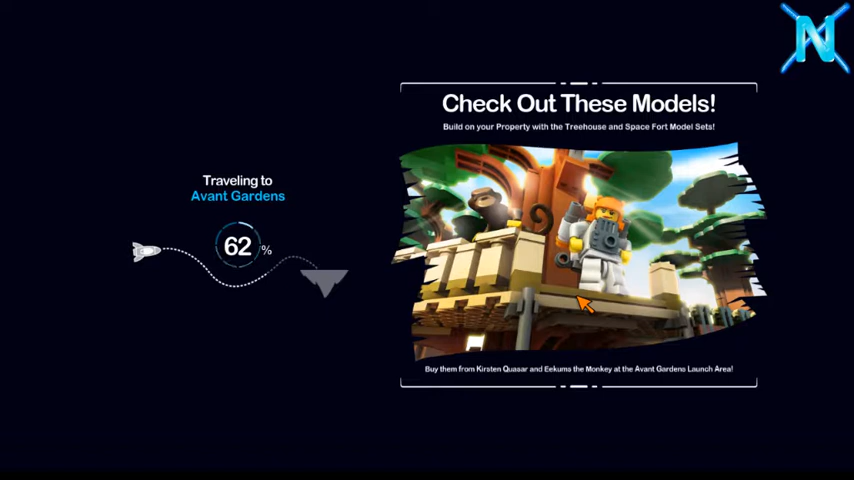 N
Check Out These Models!
Build on your Property with the Treehouse and Space Fort Model Sets!
Traveling to
Avant Gardens
62 %
Buy them from Kirsten Quasar and Eekums the Monkey at the Avant Gardens Launch Area!